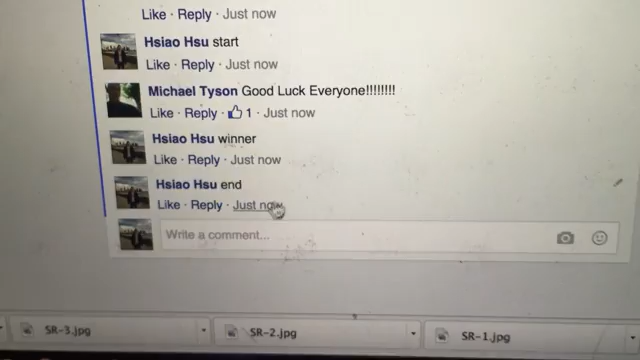 Like · Reply · Just now
Hsiao Hsu start
Like · Reply · Just now
Michael Tyson Good Luck Everyone!!!!!!!!
Like · Reply · 1 · Just now
Hsiao Hsu winner
Like · Reply · Just now
Hsiao Hsu end
Like · Reply · Just now
Write a comment...
SR-3.jpg
SR-2.jpg
SR-1.jpg